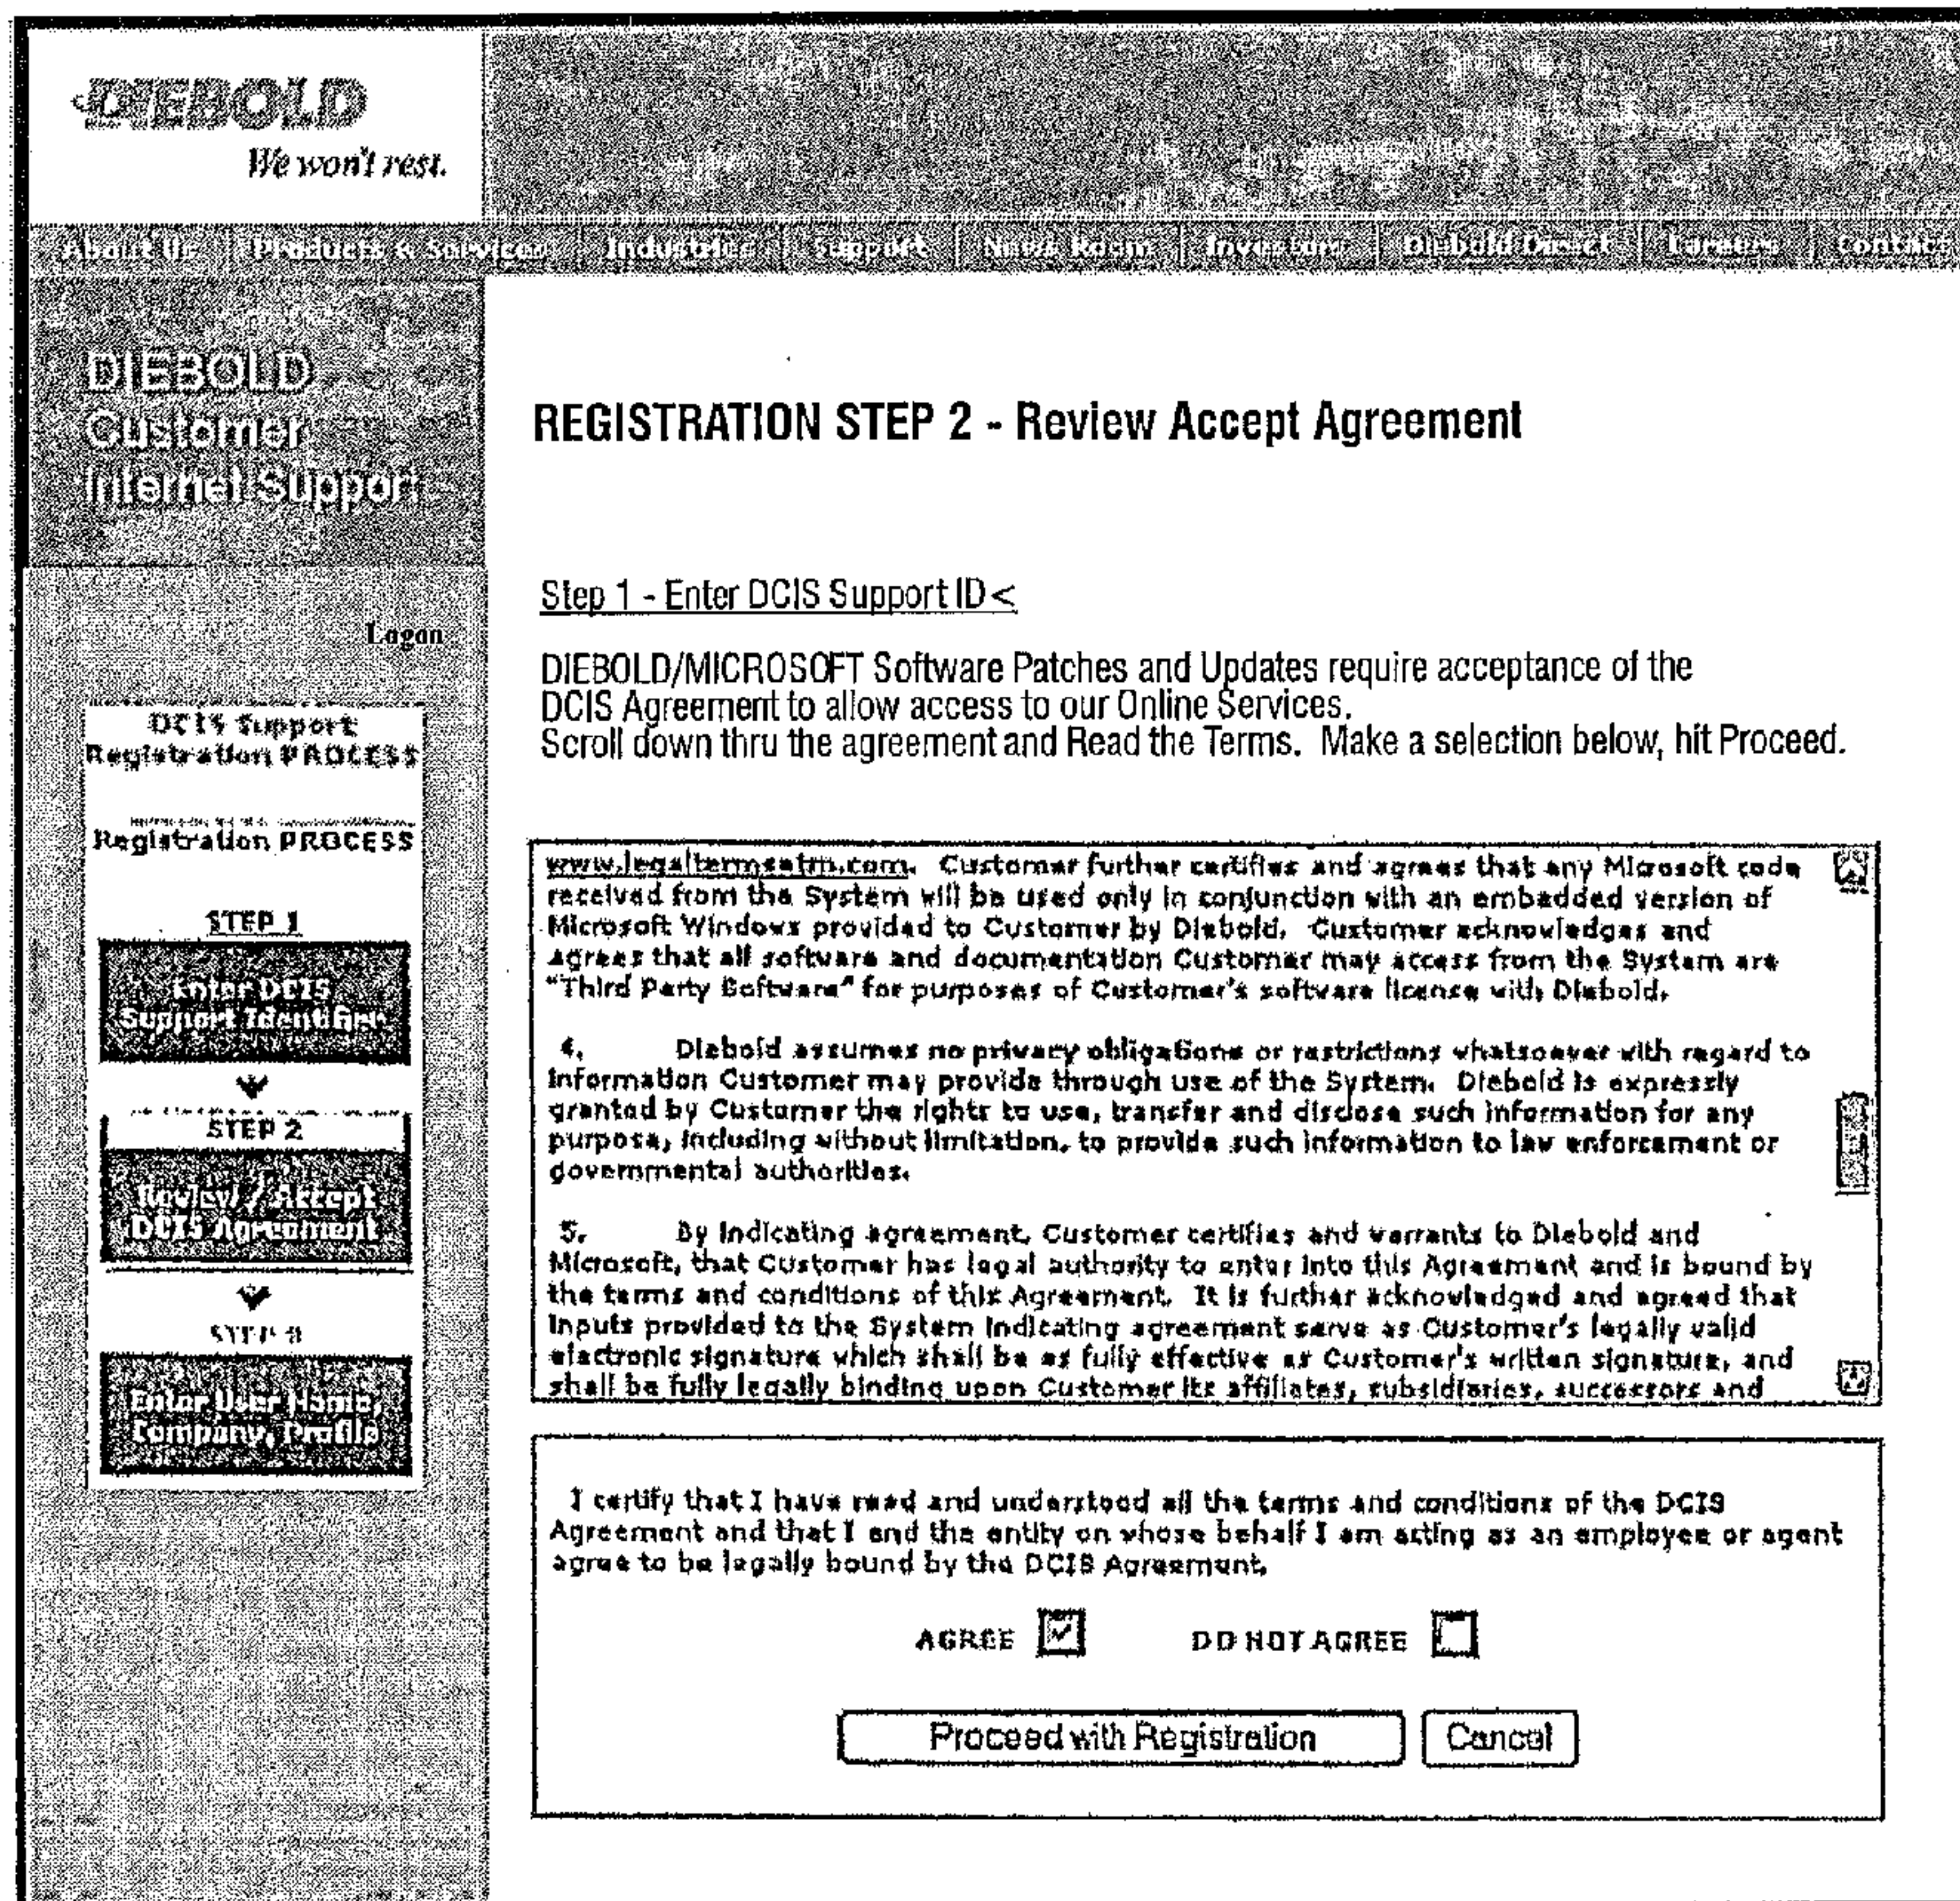 DIEBOLD
We won't rest.
About Us Products & Services Industries Support News Room Investors Diebold Direct Careers Contact
DIEBOLD
Customer
Internet Support
Logon
DCIS Support
Registration PROCESS
Registration PROCESS
STEP 1
Enter DCIS
Support Identifier
STEP 2
Review / Accept
DCIS Agreement
STEP 3
Enter User Name,
Company, Profile
REGISTRATION STEP 2 - Review Accept Agreement
Step 1 - Enter DCIS Support ID<
DIEBOLD/MICROSOFT Software Patches and Updates require acceptance of the
DCIS Agreement to allow access to our Online Services.
Scroll down thru the agreement and Read the Terms. Make a selection below, hit Proceed.
www.legaltermsatm.com. Customer further certifies and agrees that any Microsoft code
received from the System will be used only in conjunction with an embedded version of
Microsoft Windows provided to Customer by Diebold. Customer acknowledges and
agrees that all software and documentation Customer may access from the System are
"Third Party Software" for purposes of Customer's software license with Diebold.
4. Diebold assumes no privacy obligations or restrictions whatsoever with regard to
information Customer may provide through use of the System. Diebold is expressly
granted by Customer the rights to use, transfer and disclose such information for any
purpose, including without limitation, to provide such information to law enforcement or
governmental authorities.
5. By indicating agreement, Customer certifies and warrants to Diebold and
Microsoft, that Customer has legal authority to enter into this Agreement and is bound by
the terms and conditions of this Agreement. It is further acknowledged and agreed that
inputs provided to the System indicating agreement serve as Customer's legally valid
electronic signature which shall be as fully effective as Customer's written signature, and
shall be fully legally binding upon Customer its affiliates, subsidiaries, successors and
I certify that I have read and understood all the terms and conditions of the DCIS
Agreement and that I and the entity on whose behalf I am acting as an employee or agent
agree to be legally bound by the DCIS Agreement.
AGREE DO NOT AGREE
Proceed with Registration Cancel